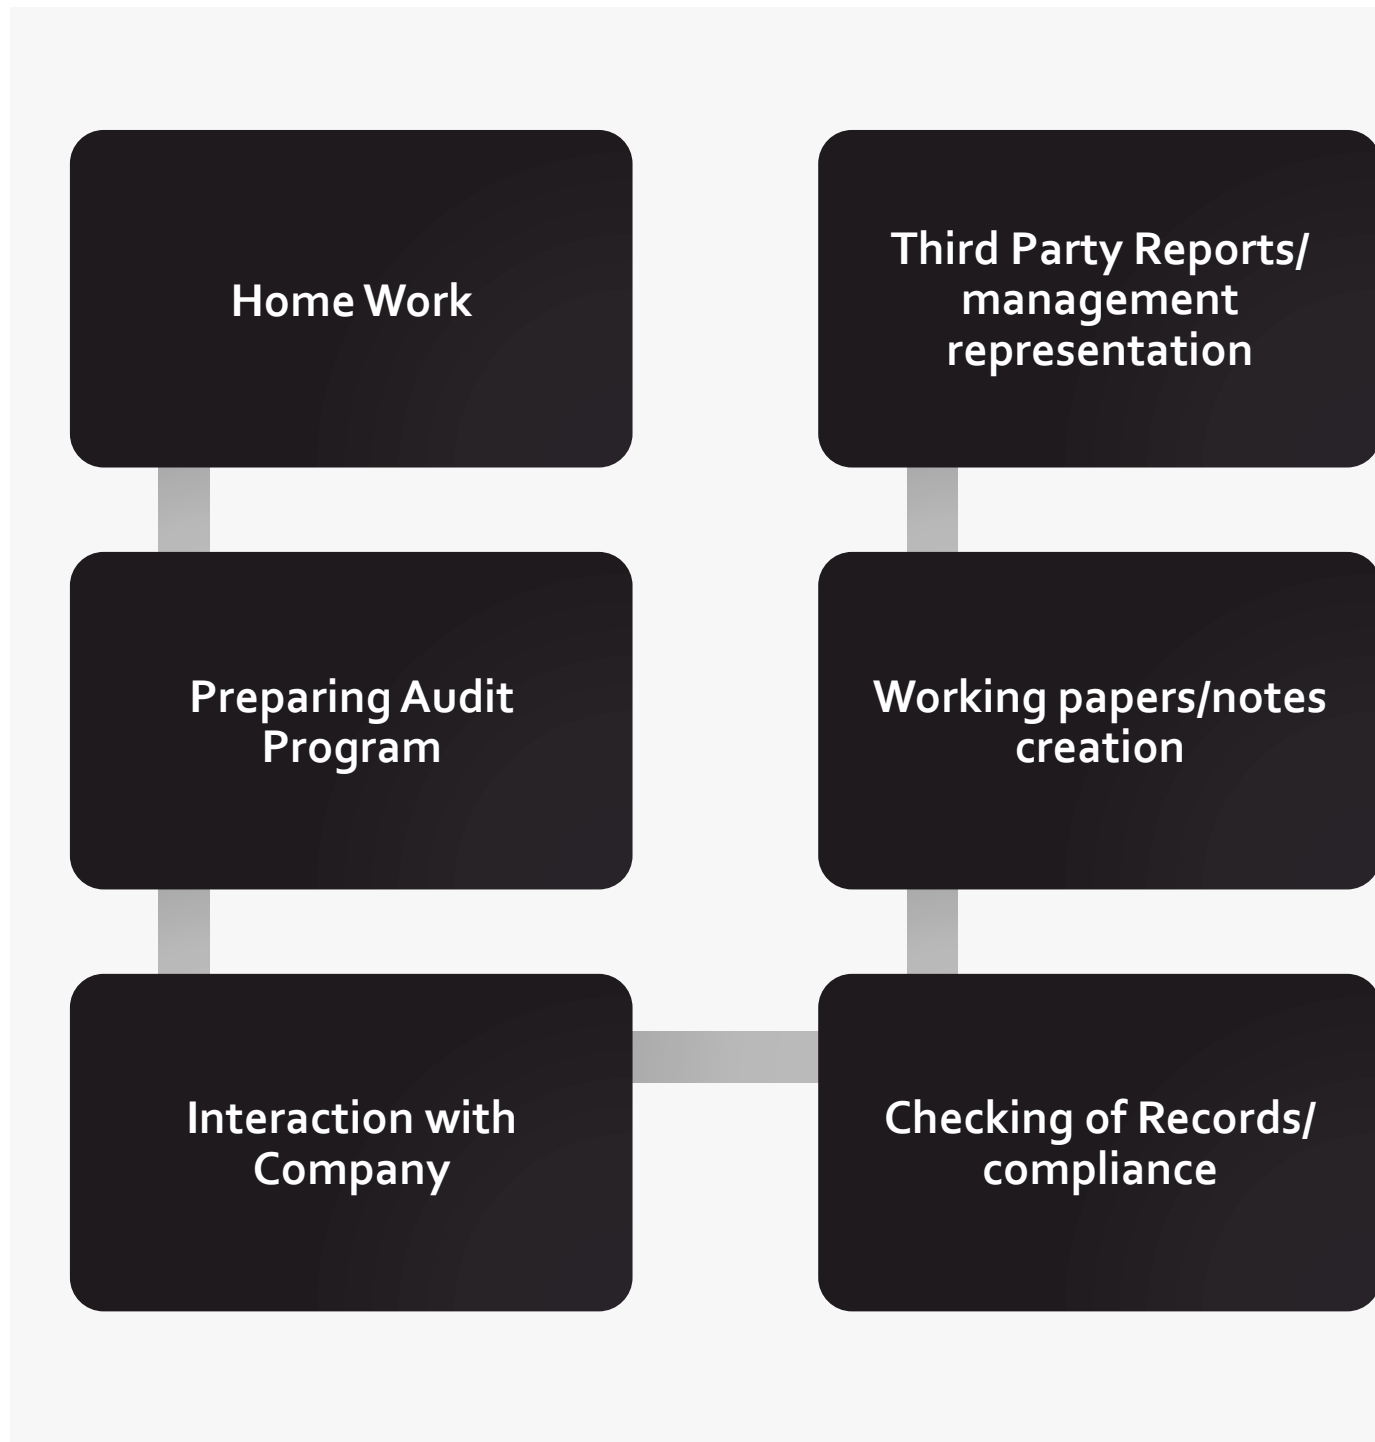 Home Work
Preparing Audit
Program
Interaction with
Company
Checking of Records/
compliance
Working papers/notes
creation
Third Party Reports/
management
representation